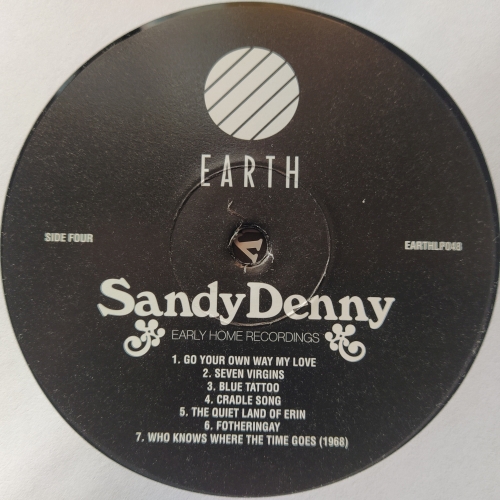 EARTH
SIDE FOUR
EARTHLP048
Sandy Denny
EARLY HOME RECORDINGS
1. GO YOUR OWN WAY MY LOVE
2. SEVEN VIRGINS
3. BLUE TATTOO
4. CRADLE SONG
5. THE QUIET LAND OF ERIN
6. FOTHERINGAY
7. WHO KNOWS WHERE THE TIME GOES (1968)